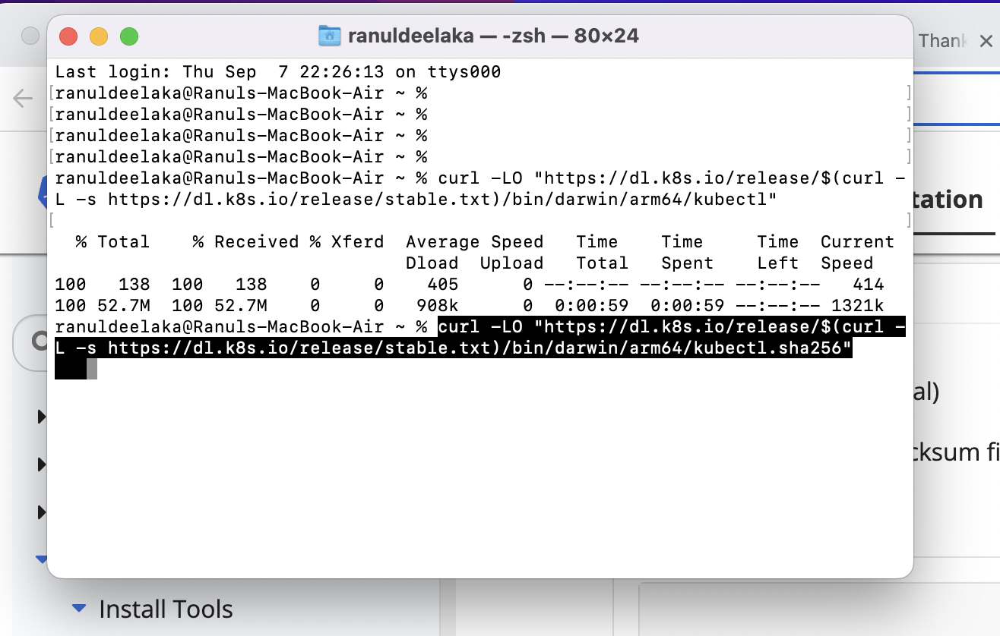 ranuldeelaka — -zsh — 80×24
Thank
Last login: Thu Sep  7 22:26:13 on ttys000
[ranuldeelaka@Ranuls-MacBook-Air ~ % ]
[ranuldeelaka@Ranuls-MacBook-Air ~ % ]
[ranuldeelaka@Ranuls-MacBook-Air ~ % ]
[ranuldeelaka@Ranuls-MacBook-Air ~ % ]
ranuldeelaka@Ranuls-MacBook-Air ~ % curl -LO "https://dl.k8s.io/release/$(curl -
L -s https://dl.k8s.io/release/stable.txt)/bin/darwin/arm64/kubectl"
[ ]
  % Total    % Received % Xferd  Average Speed   Time    Time     Time  Current
                                 Dload  Upload   Total   Spent    Left  Speed
100   138  100   138    0     0    405      0 --:--:-- --:--:-- --:--:--   414
100 52.7M  100 52.7M    0     0   908k      0  0:00:59  0:00:59 --:--:-- 1321k
ranuldeelaka@Ranuls-MacBook-Air ~ % curl -LO "https://dl.k8s.io/release/$(curl -
L -s https://dl.k8s.io/release/stable.txt)/bin/darwin/arm64/kubectl.sha256"
tation
al)
cksum fi
Install Tools